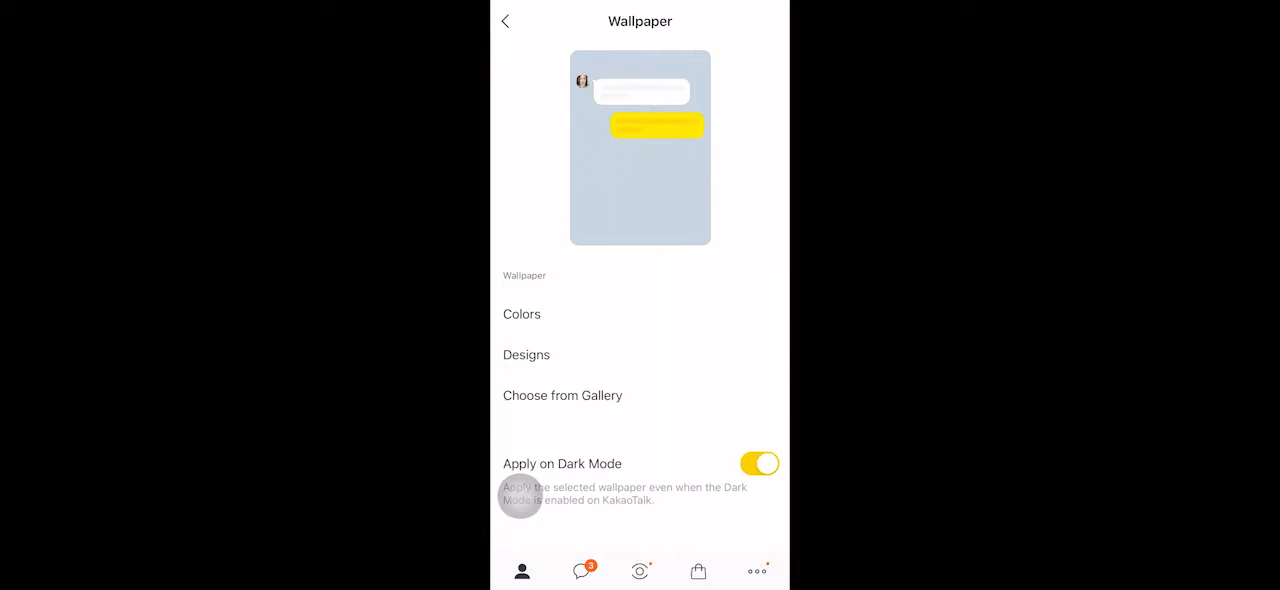 Wallpaper
Wallpaper
Colors
Designs
Choose from Gallery
Apply on Dark Mode
Apply the selected wallpaper even when the Dark
Mode is enabled on KakaoTalk.
3